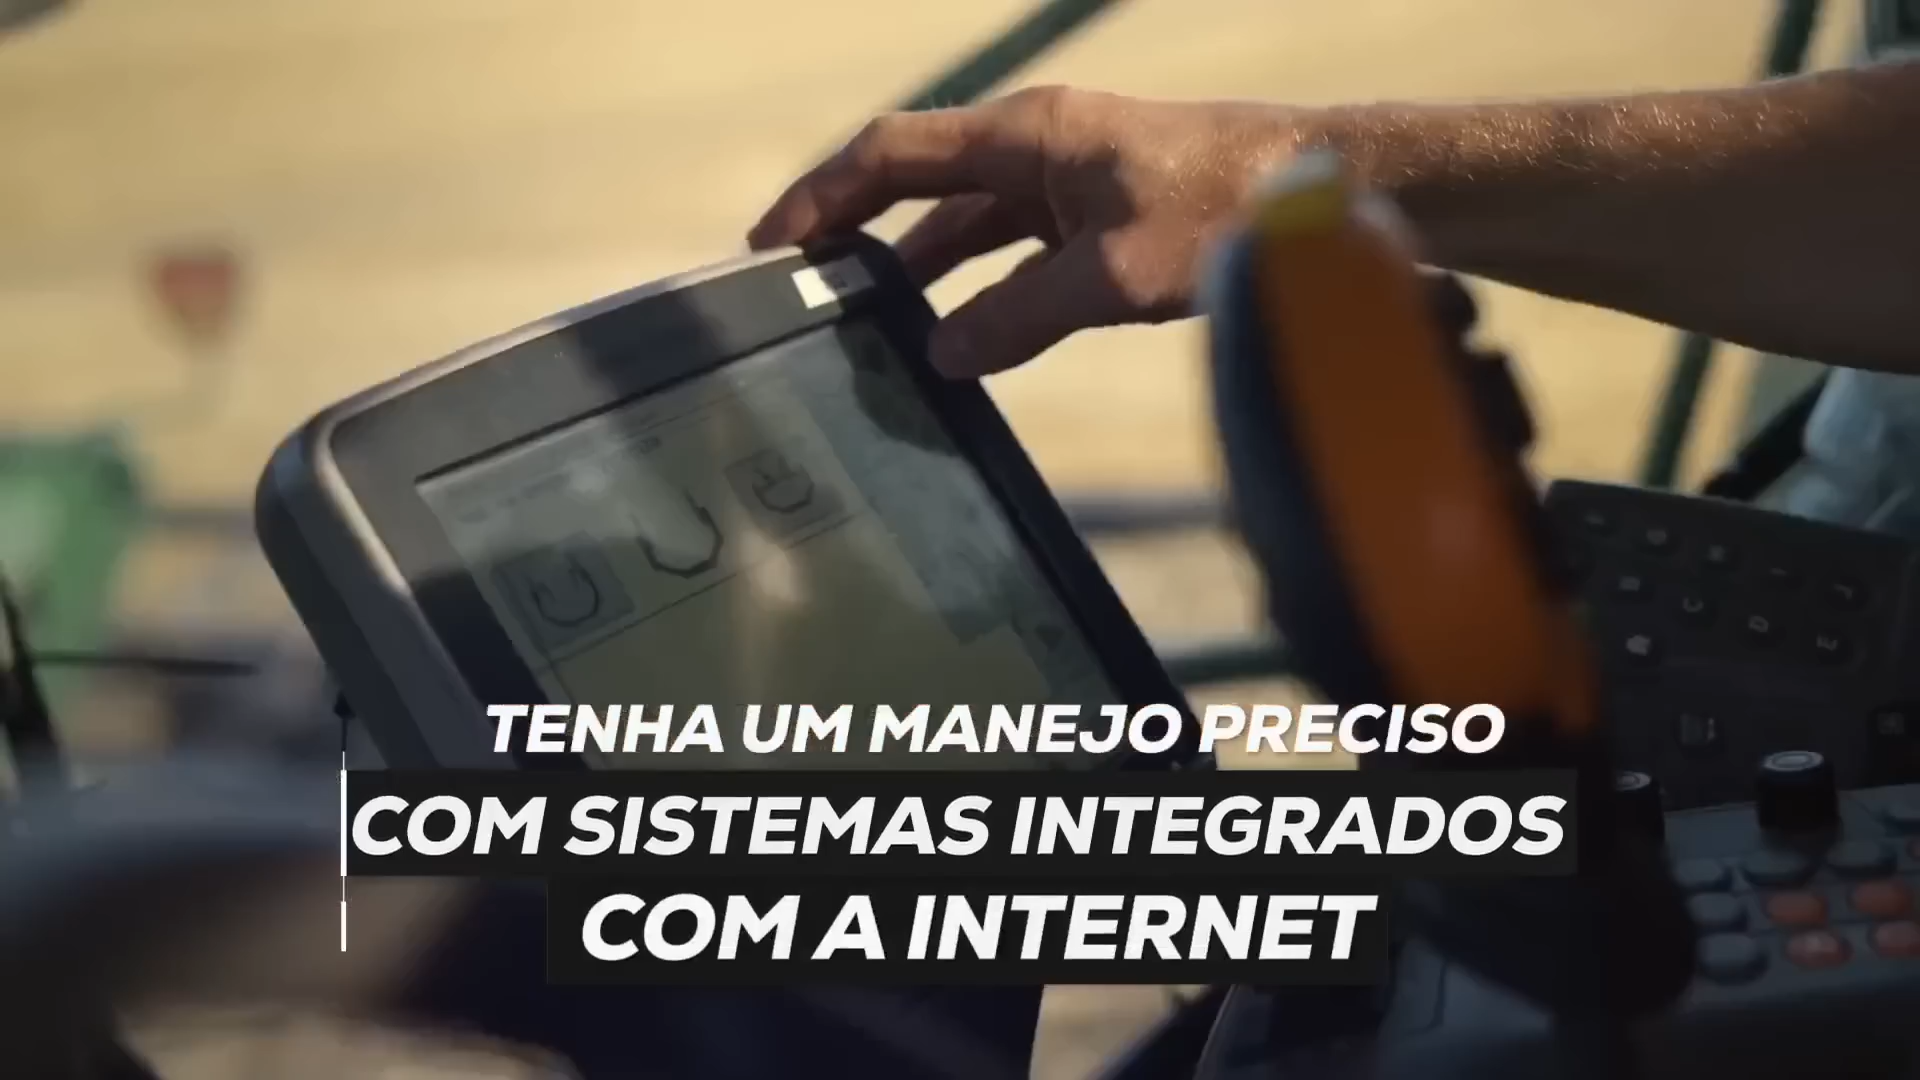 TENHA UM MANEJO PRECISO
COM SISTEMAS INTEGRADOS
COM A INTERNET